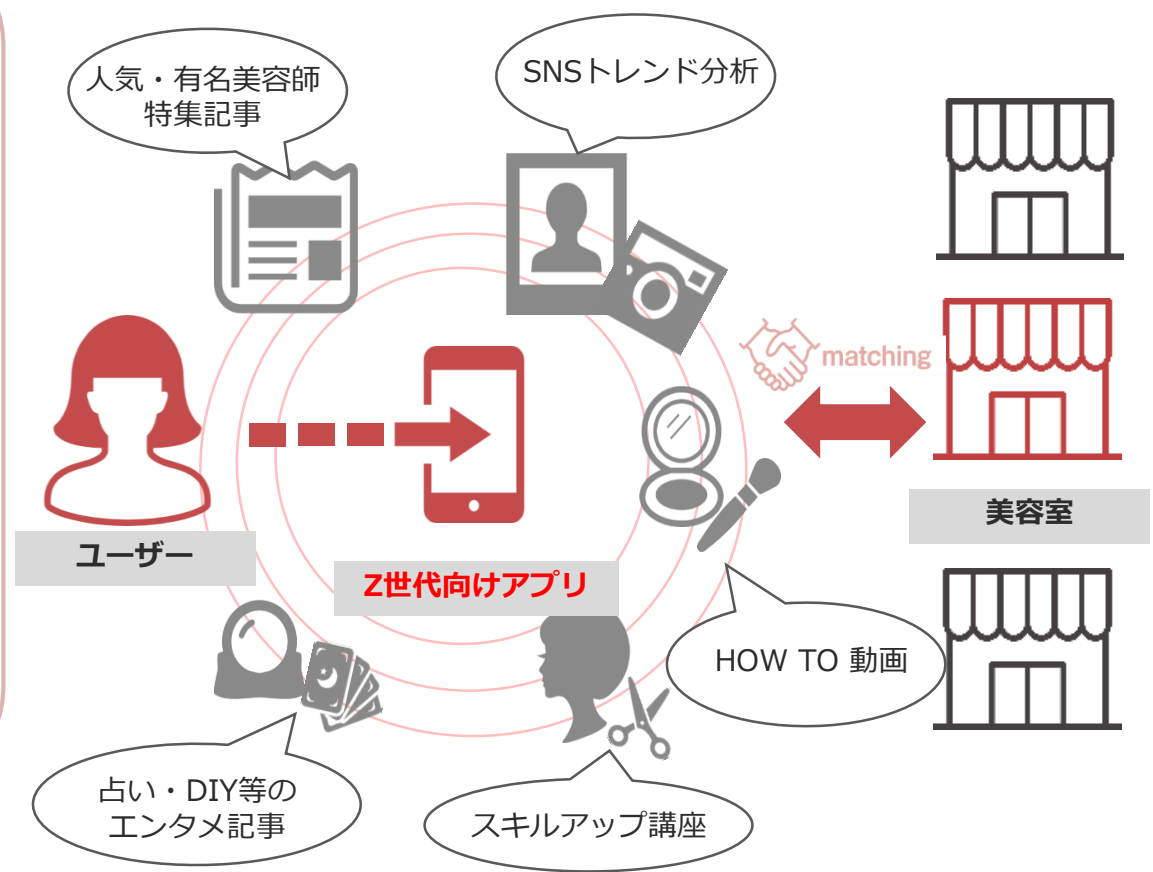 人気・有名美容師
特集記事
SNSトレンド分析
matching
美容室
ユーザー
Z世代向けアプリ
HOW TO 動画
占い・DIY等の
エンタメ記事
スキルアップ講座